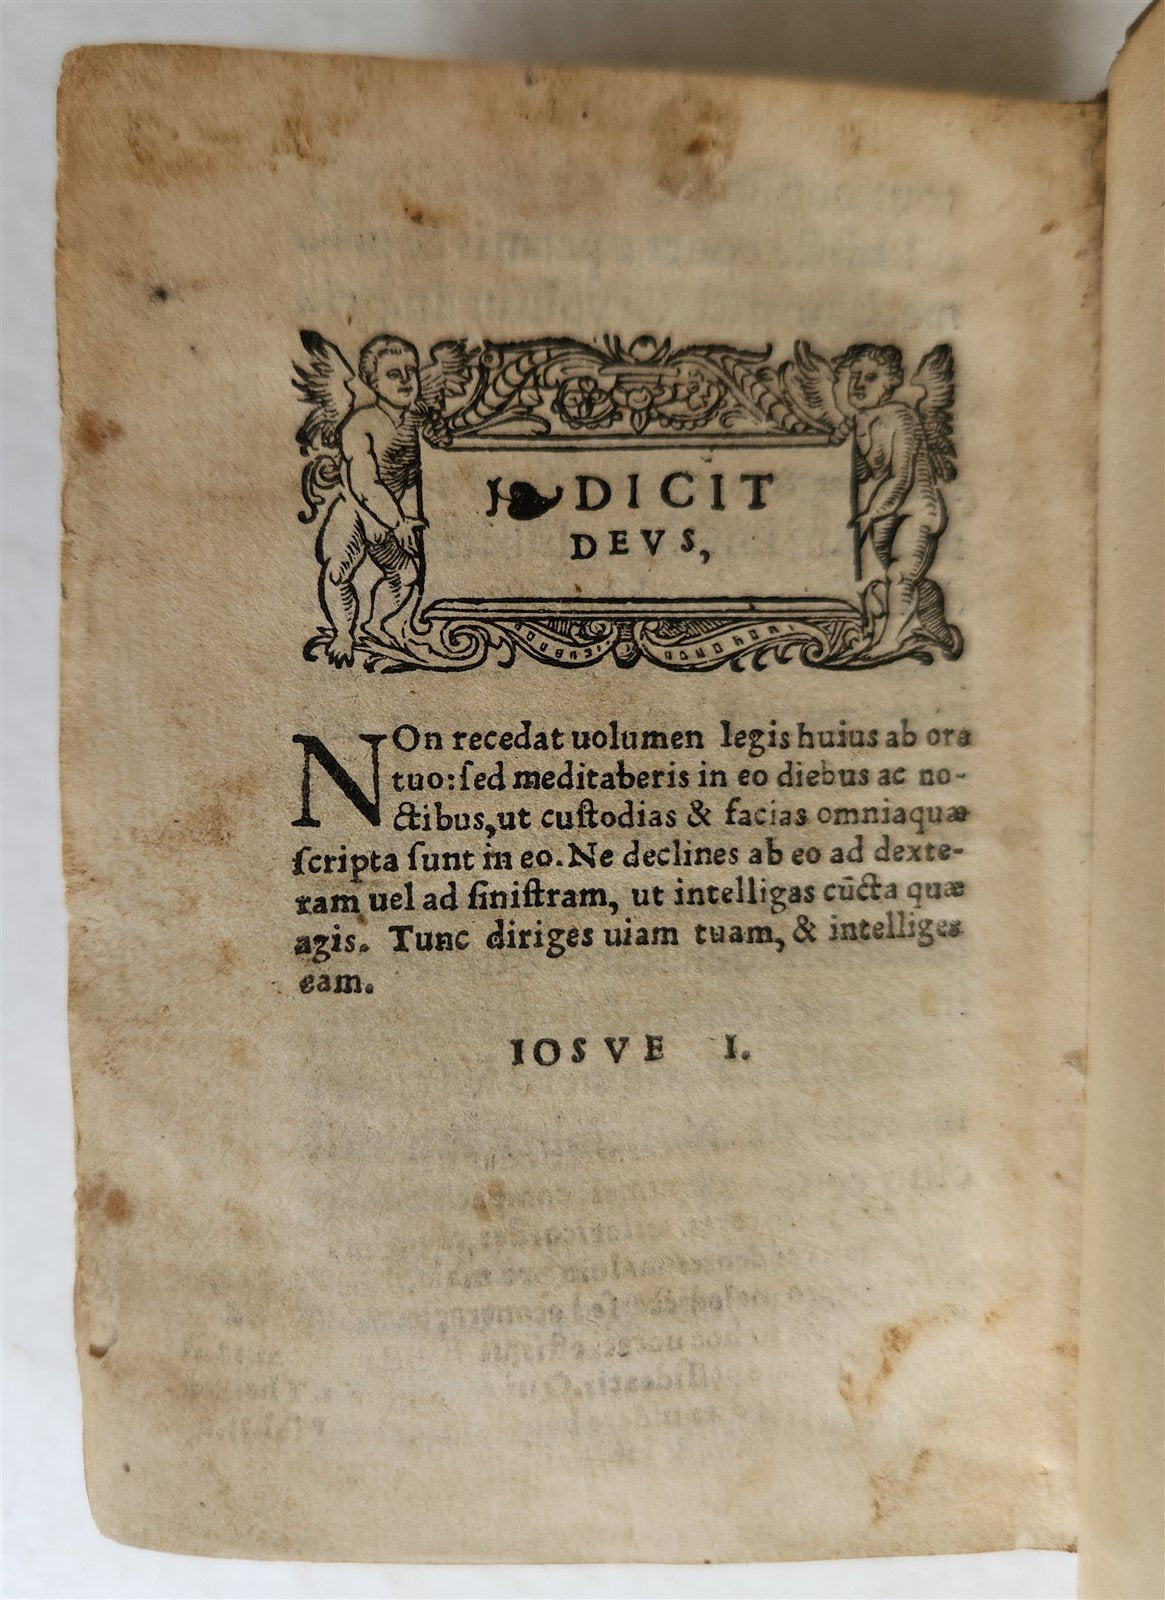 ❧DICIT
DEVS,
NOn recedat uolumen legis huius ab ore
tuo: ſed meditaberis in eo diebus ac no-
ctibus, ut cuſtodias & facias omnia quæ
ſcripta ſunt in eo. Ne declines ab eo ad dexte-
ram uel ad ſiniſtram, ut intelligas cūcta quæ
agis. Tunc diriges uiam tuam, & intelliges
eam.
IOSVE I.